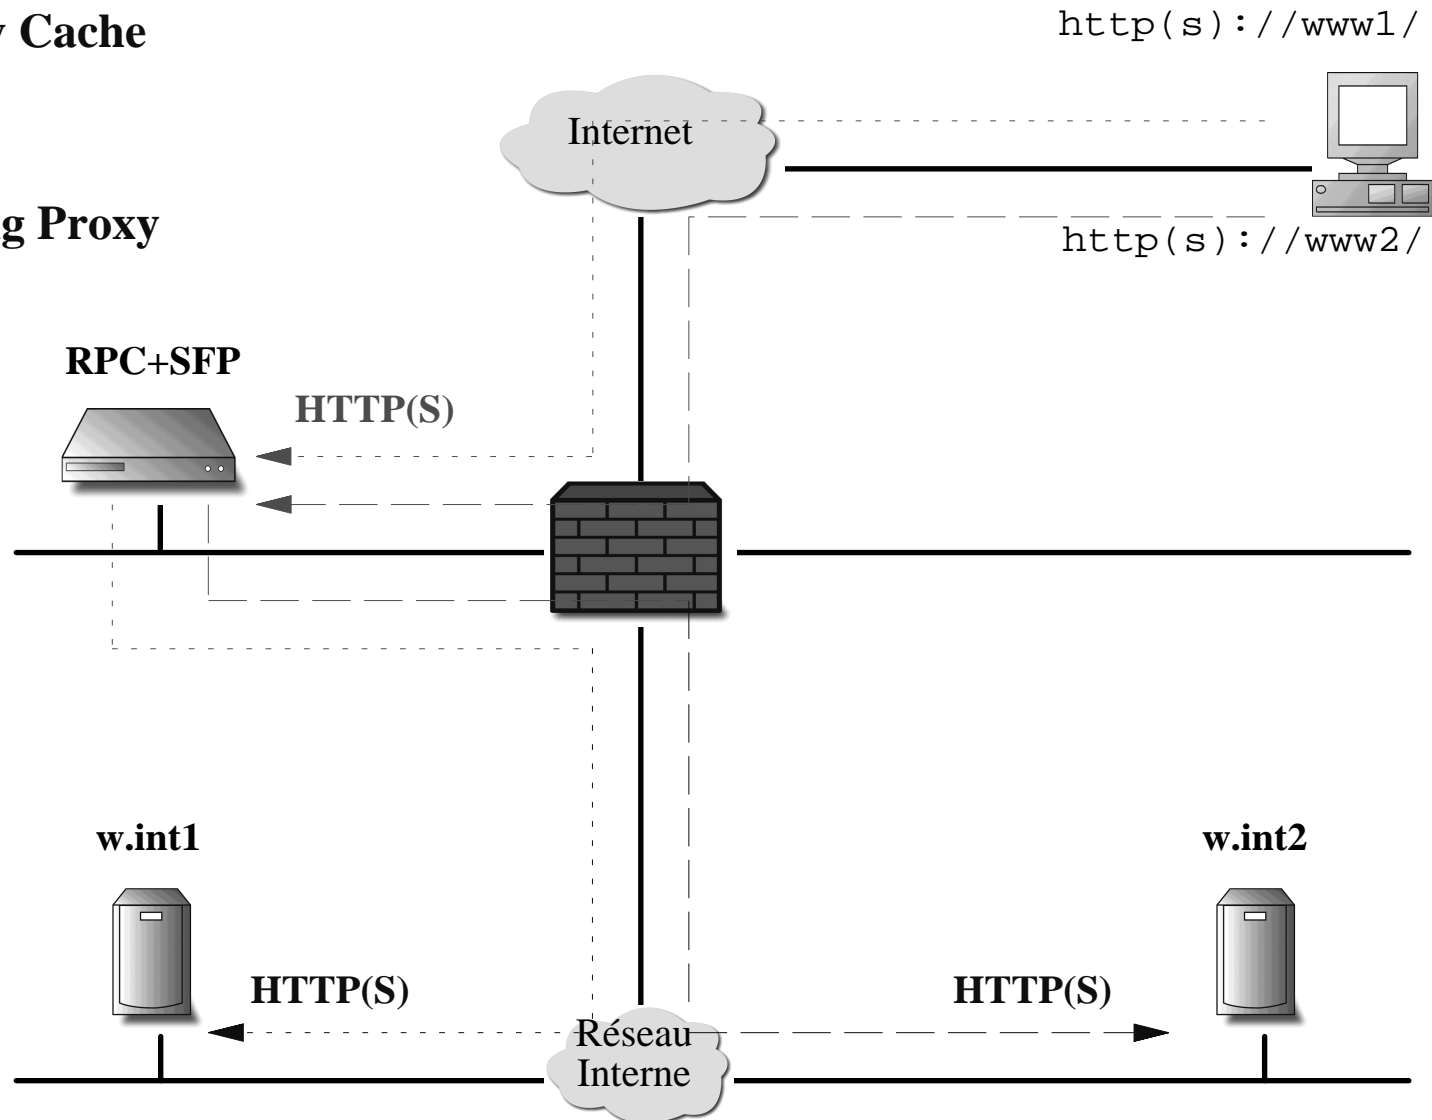 Cache
http(s)://www1/
Internet
Proxy
http(s)://www2/
RPC+SFP
HTTP(S)
w.int1
w.int2
HTTP(S)
HTTP(S)
Réseau
Interne